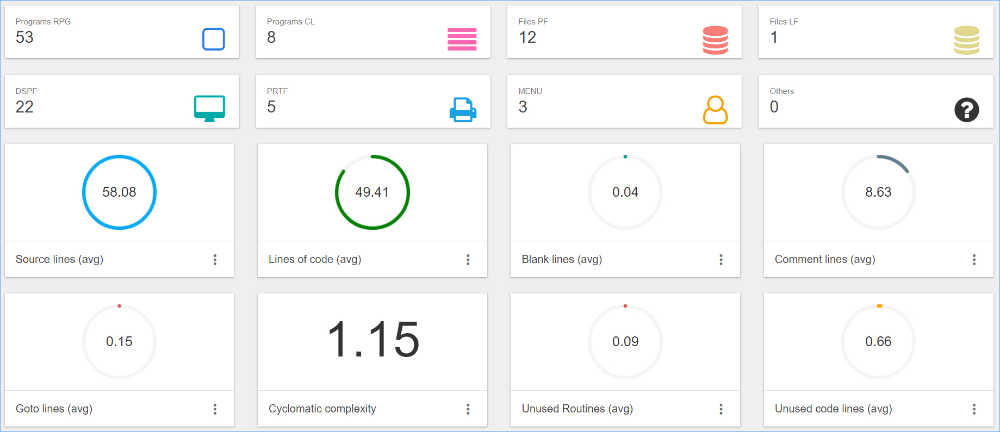 Programs RPG
53
Programs CL
8
Files PF
12
Files LF
1
DSPF
22
PRTF
5
MENU
3
Others
0
58.08
Source lines (avg)
49.41
Lines of code (avg)
0.04
Blank lines (avg)
8.63
Comment lines (avg)
0.15
Goto lines (avg)
1.15
Cyclomatic complexity
0.09
Unused Routines (avg)
0.66
Unused code lines (avg)